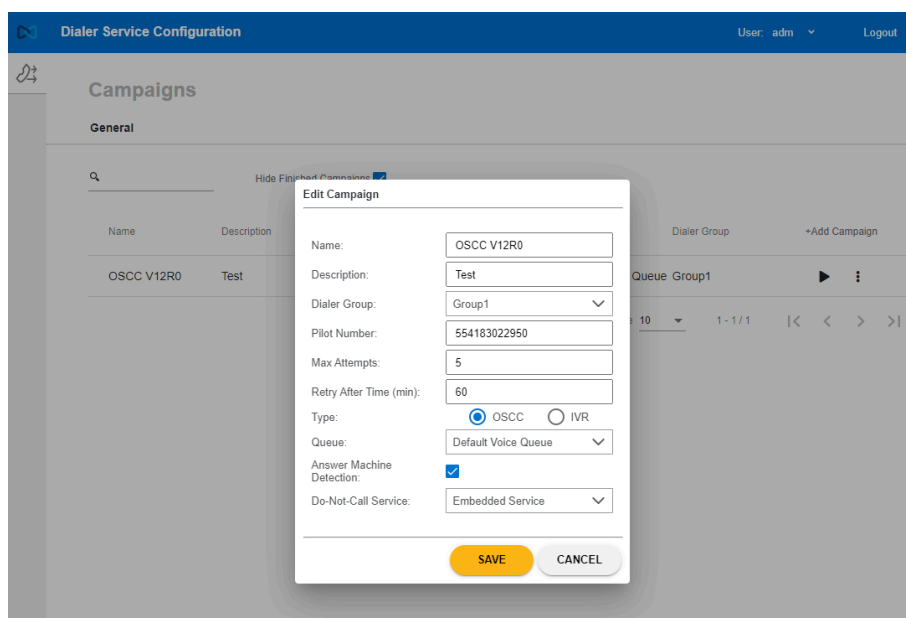 Dialer Service Configuration
User: adm
Logout
Campaigns
General
Hide Finished Campaigns
Edit Campaign
Name
Description
Dialer Group
+Add Campaign
OSCC V12R0
Test
Queue
Group1
10
1 - 1 / 1
Name:
OSCC V12R0
Description:
Test
Dialer Group:
Group1
Pilot Number:
554183022950
Max Attempts:
5
Retry After Time (min):
60
Type:
OSCC
IVR
Queue:
Default Voice Queue
Answer Machine
Detection:
Do-Not-Call Service:
Embedded Service
SAVE
CANCEL